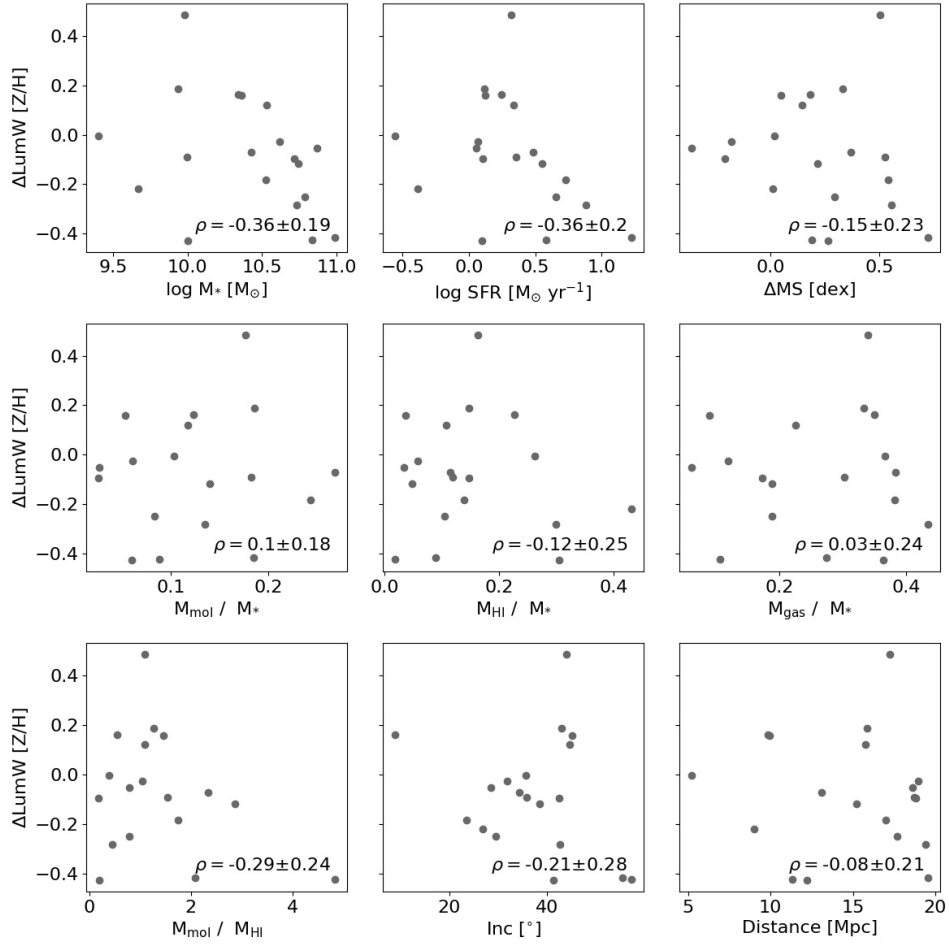 ΔLumW [Z/H]
0.4
0.2
0.0
−0.2
−0.4
ρ = -0.36±0.19
9.5 10.0 10.5 11.0
log M* [M⊙]
ρ = -0.36±0.2
−0.5 0.0 0.5 1.0
log SFR [M⊙ yr⁻¹]
ρ = -0.15±0.23
0.0 0.5
ΔMS [dex]
ΔLumW [Z/H]
0.4
0.2
0.0
−0.2
−0.4
ρ = 0.1±0.18
0.1 0.2
Mmol / M*
ρ = -0.12±0.25
0.0 0.2 0.4
MHI / M*
ρ = 0.03±0.24
0.2 0.4
Mgas / M*
ΔLumW [Z/H]
0.4
0.2
0.0
−0.2
−0.4
ρ = -0.29±0.24
0 2 4
Mmol / MHI
ρ = -0.21±0.28
20 40
Inc [°]
ρ = -0.08±0.21
5 10 15 20
Distance [Mpc]